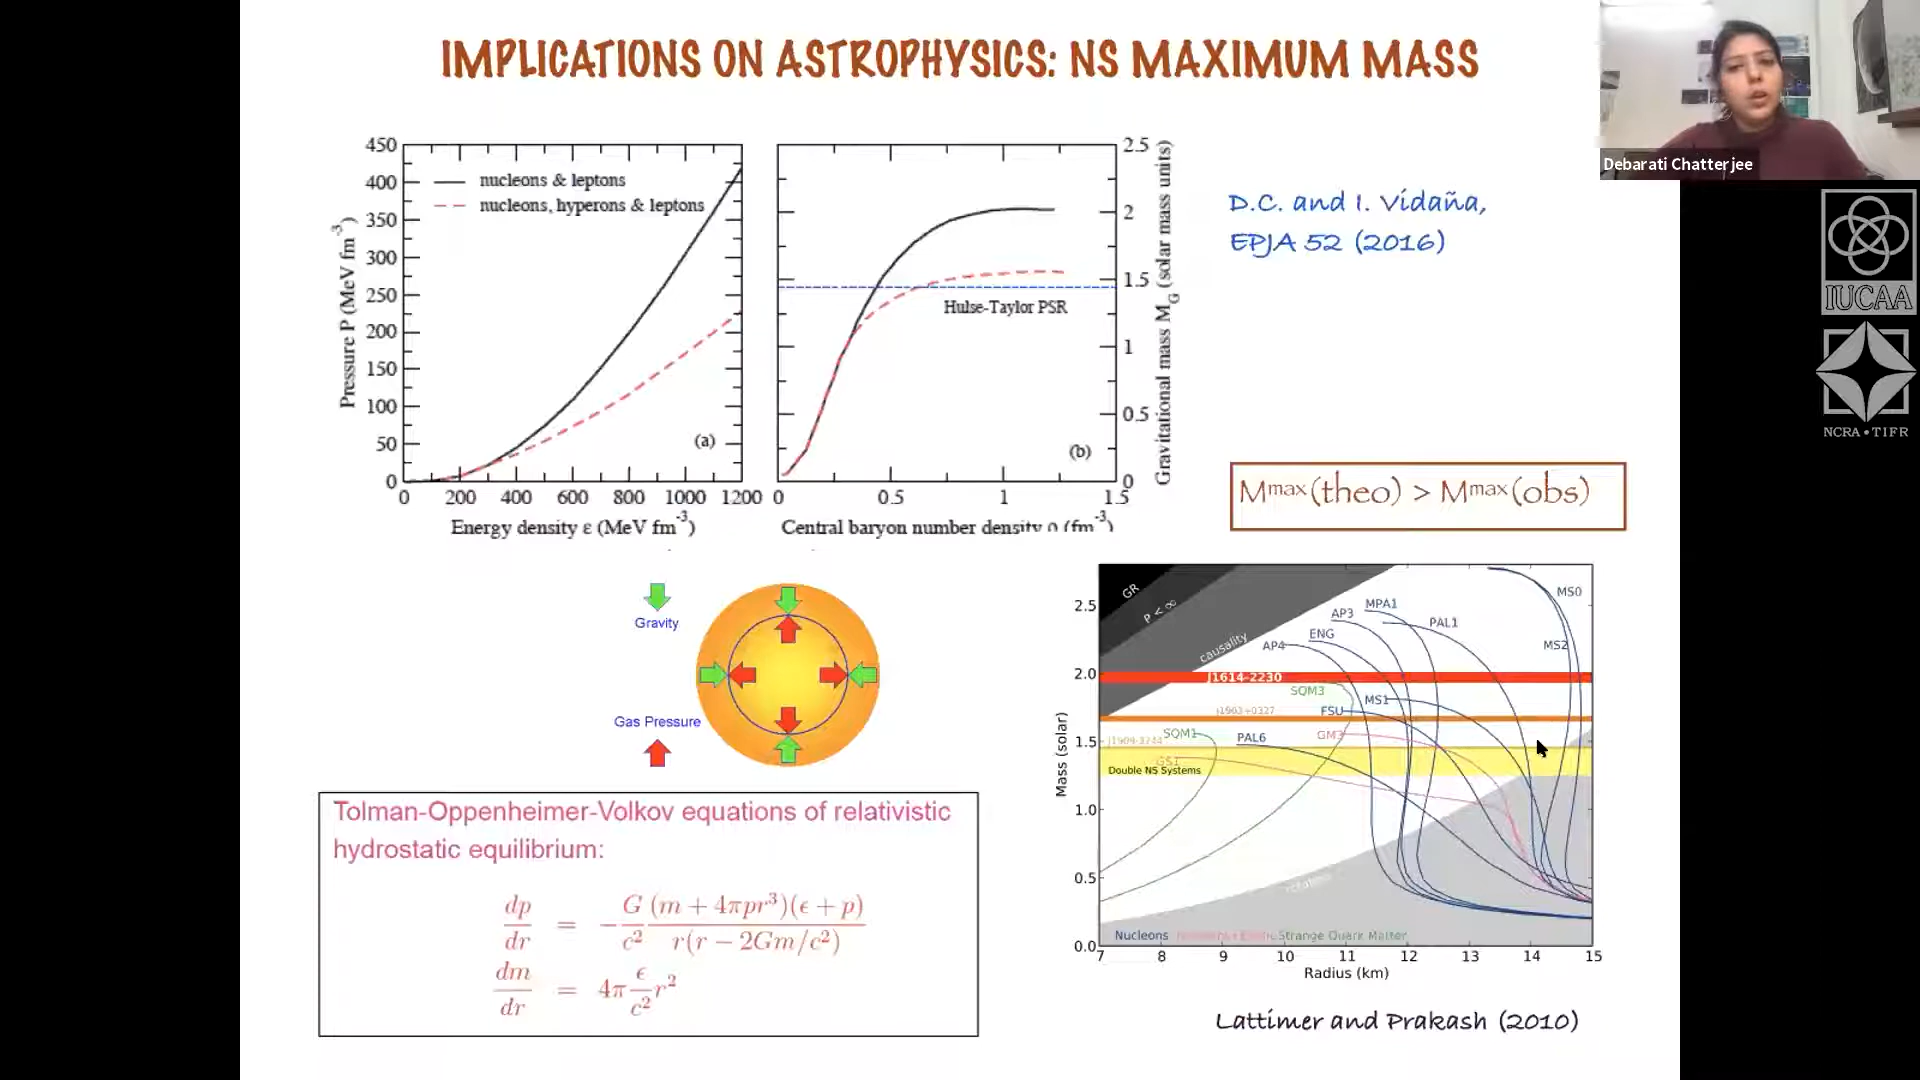 IMPLICATIONS ON ASTROPHYSICS: NS MAXIMUM MASS
Debarati Chatterjee
IUCAA
NCRA • TIFR
D.C. and I. Vidaña,
EPJA 52 (2016)
Pressure P (MeV fm-3)
450
400
350
300
250
200
150
100
50
0
nucleons & leptons
nucleons, hyperons & leptons
(a)
0 200 400 600 800 1000 1200
Energy density ε (MeV fm-3)
Hulse-Taylor PSR
(b)
0 0.5 1 1.5
Central baryon number density ρ (fm-3)
2.5
2
1.5
1
0.5
0
Gravitational mass MG (solar mass units)
Mmax(theo) > Mmax(obs)
Gravity
Gas Pressure
Tolman-Oppenheimer-Volkov equations of relativistic
hydrostatic equilibrium:
dp/dr = − G/c² (m + 4πpr³)(ϵ + p) / r(r − 2Gm/c²)
dm/dr = 4π ϵ/c² r²
Mass (solar)
2.5
2.0
1.5
1.0
0.5
0.0
GR
P < ∞
causality
MS0
MPA1
AP3
PAL1
ENG
AP4
MS2
J1614-2230
SQM3
MS1
J1903+0327
FSU
SQM1
PAL6
GM3
J1909-3744
GS1
Double NS Systems
rotation
Nucleons
Strange Quark Matter
7 8 9 10 11 12 13 14 15
Radius (km)
Lattimer and Prakash (2010)